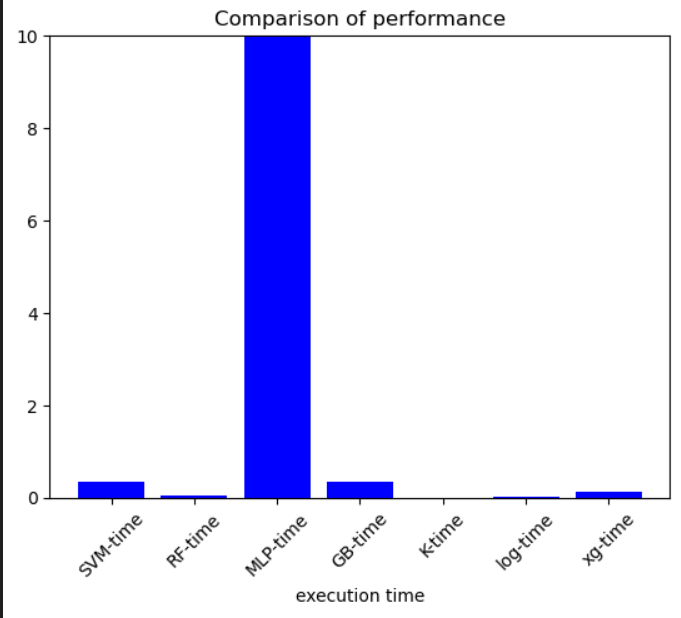 Comparison of performance
10
8
6
4
2
0
SVM-time
RF-time
MLP-time
GB-time
K-time
log-time
xg-time
execution time